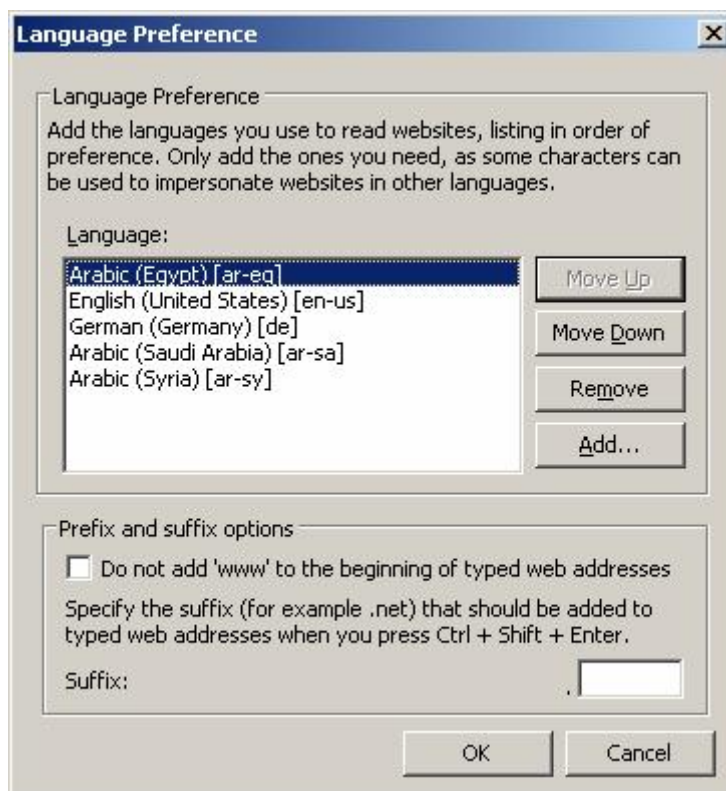 Language Preference
Language Preference
Add the languages you use to read websites, listing in order of
preference. Only add the ones you need, as some characters can
be used to impersonate websites in other languages.
Language:
Arabic (Egypt) [ar-eg]
English (United States) [en-us]
German (Germany) [de]
Arabic (Saudi Arabia) [ar-sa]
Arabic (Syria) [ar-sy]
Move Up
Move Down
Remove
Add...
Prefix and suffix options
Do not add 'www' to the beginning of typed web addresses
Specify the suffix (for example .net) that should be added to
typed web addresses when you press Ctrl + Shift + Enter.
Suffix: .
OK
Cancel